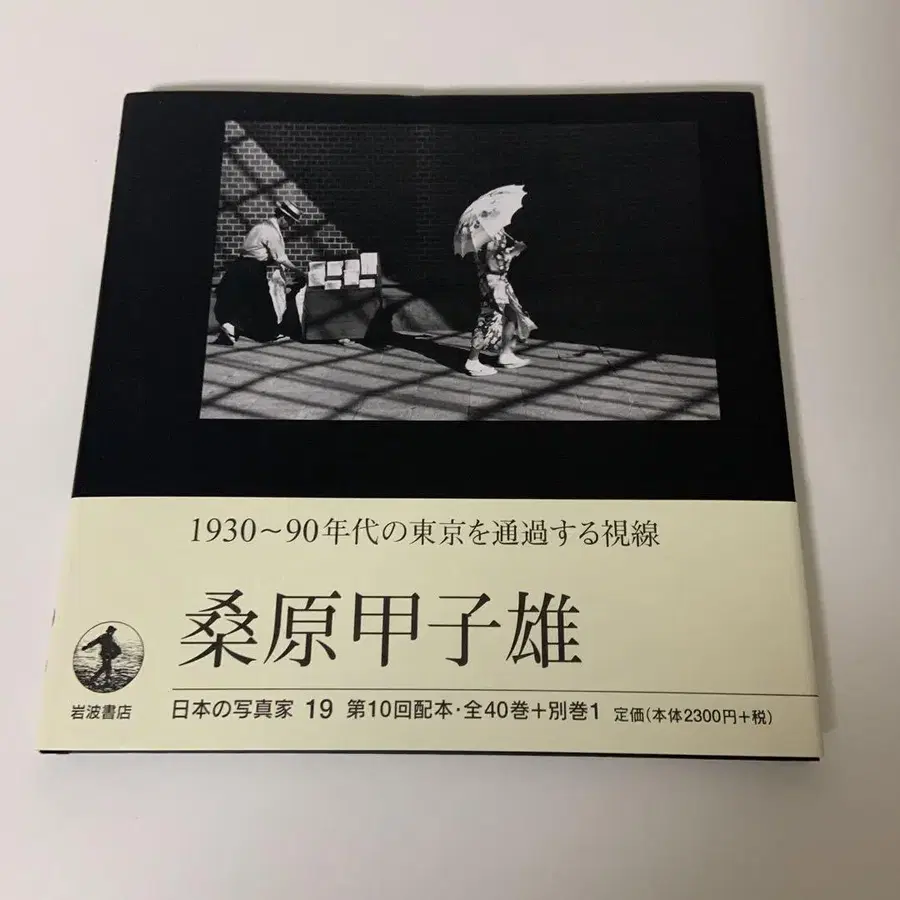 1930～90年代の東京を通過する視線
桑原甲子雄
岩波書店
日本の写真家 19 第10回配本・全40巻＋別巻1 定価（本体2300円＋税）